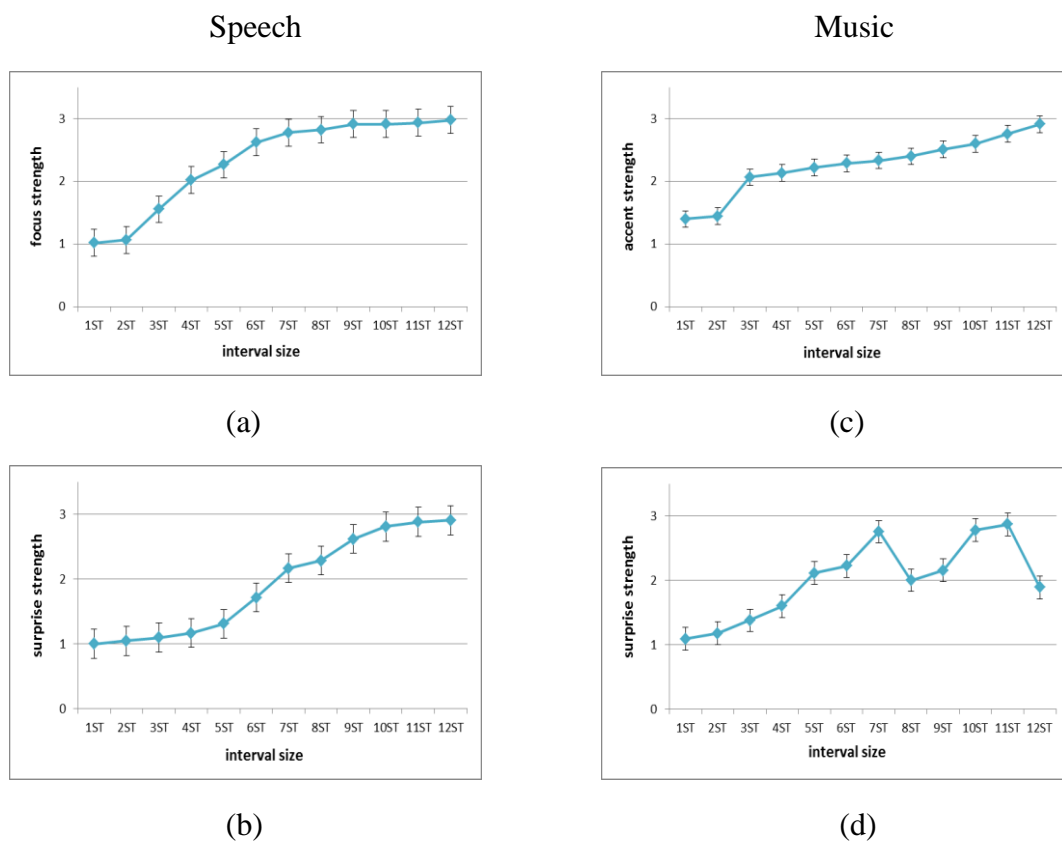 Speech
Music
3
2
1
0
focus strength
1ST 2ST 3ST 4ST 5ST 6ST 7ST 8ST 9ST 10ST 11ST 12ST
interval size
(a)
3
2
1
0
accent strength
1ST 2ST 3ST 4ST 5ST 6ST 7ST 8ST 9ST 10ST 11ST 12ST
interval size
(c)
3
2
1
0
surprise strength
1ST 2ST 3ST 4ST 5ST 6ST 7ST 8ST 9ST 10ST 11ST 12ST
interval size
(b)
3
2
1
0
surprise strength
1ST 2ST 3ST 4ST 5ST 6ST 7ST 8ST 9ST 10ST 11ST 12ST
interval size
(d)